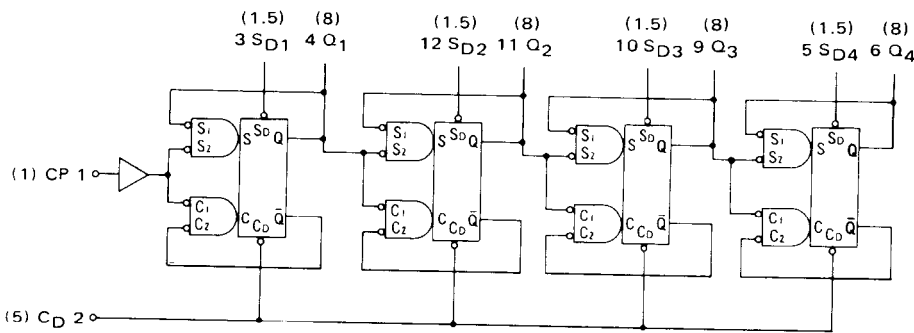 (1.5) (8) (1.5) (8) (1.5) (8) (1.5) (8)
3 SD1 4 Q1 12 SD2 11 Q2 10 SD3 9 Q3 5 SD4 6 Q4
S1 SD S1 SD S1 SD S1 SD
S2 S Q S2 S Q S2 S Q S2 S Q
(1) CP 1
C1 C Q̅ C1 C Q̅ C1 C Q̅ C1 C Q̅
C2 CD C2 CD C2 CD C2 CD
(5) CD 2